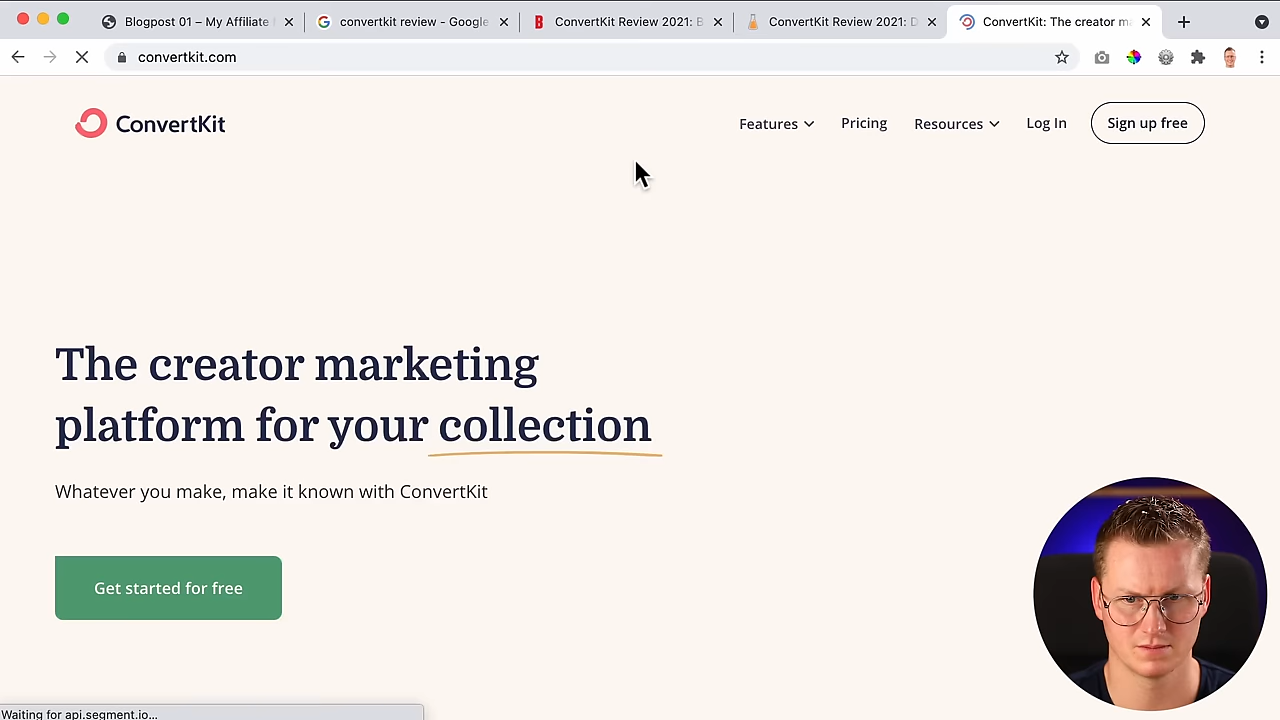 Blogpost 01 – My Affiliate
convertkit review - Google
ConvertKit Review 2021: B
ConvertKit Review 2021: D
ConvertKit: The creator m
convertkit.com
ConvertKit
Features
Pricing
Resources
Log In
Sign up free
The creator marketing
platform for your collection
Whatever you make, make it known with ConvertKit
Get started for free
Waiting for api.segment.io...